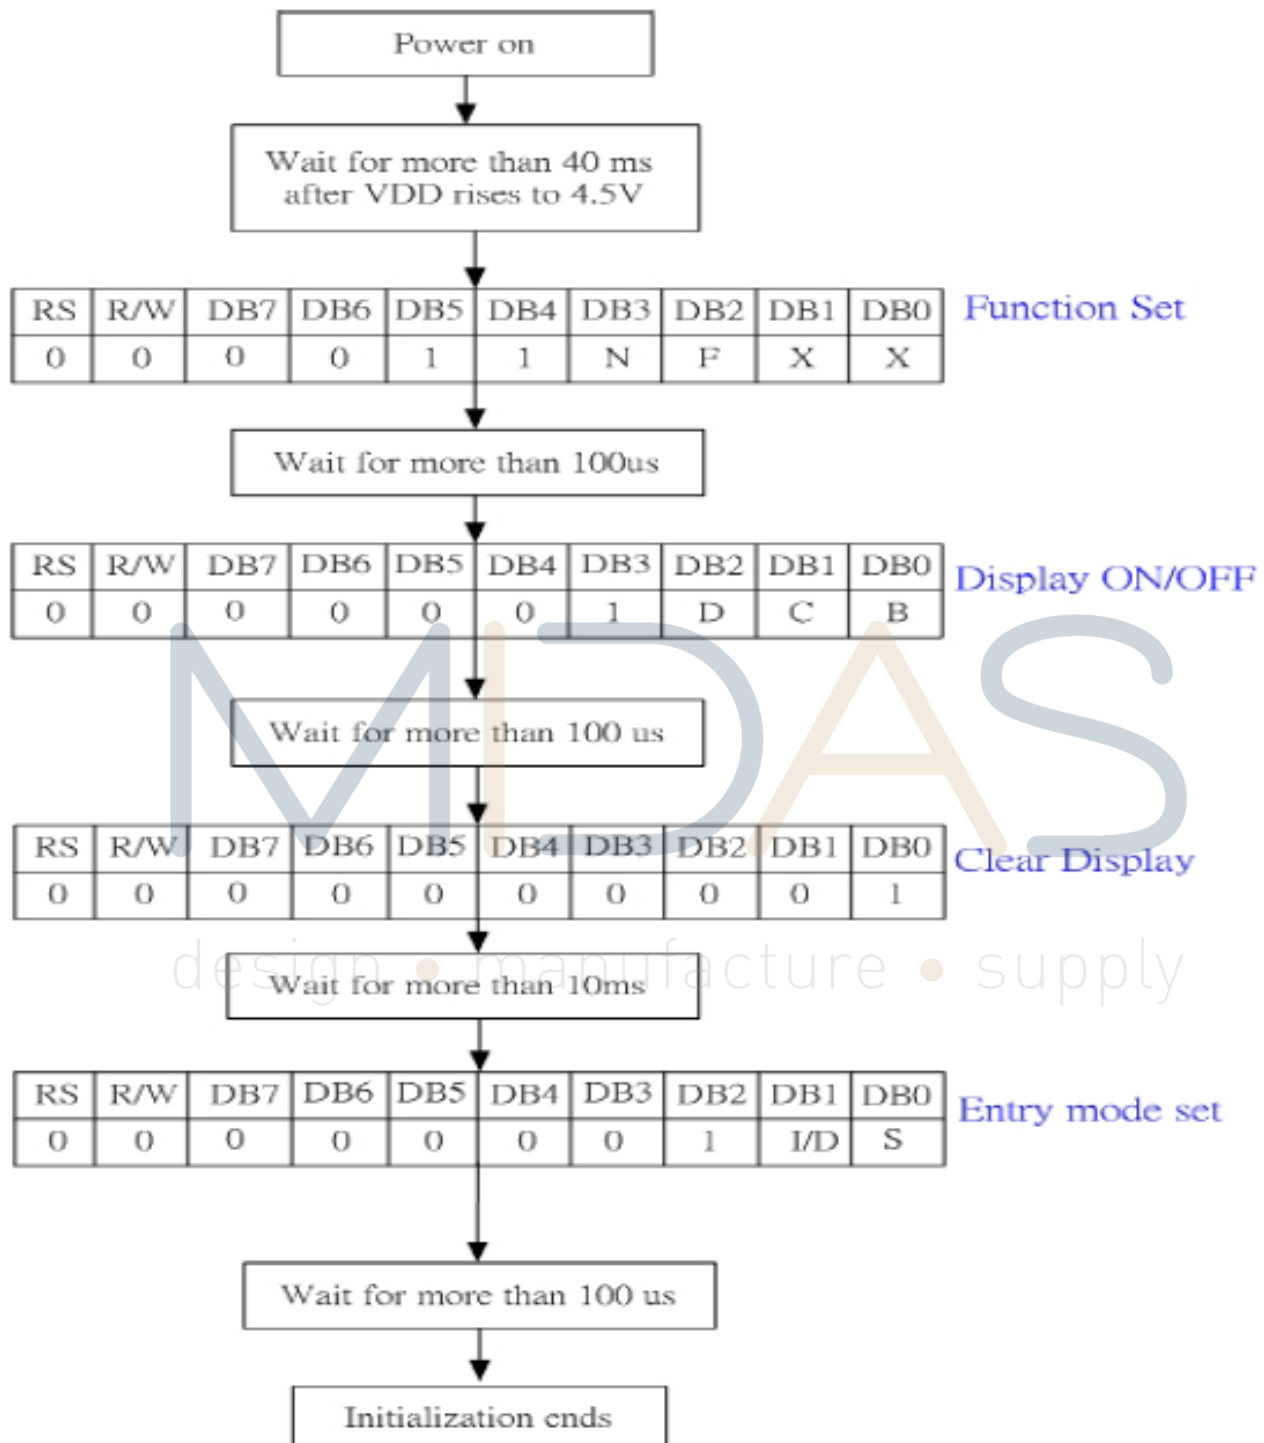 Power on
Wait for more than 40 ms
after VDD rises to 4.5V
RS R/W DB7 DB6 DB5 DB4 DB3 DB2 DB1 DB0 Function Set
0 0 0 0 1 1 N F X X
Wait for more than 100us
RS R/W DB7 DB6 DB5 DB4 DB3 DB2 DB1 DB0 Display ON/OFF
0 0 0 0 0 0 1 D C B
MIDAS
Wait for more than 100 us
RS R/W DB7 DB6 DB5 DB4 DB3 DB2 DB1 DB0 Clear Display
0 0 0 0 0 0 0 0 0 1
design • manufacture • supply
Wait for more than 10ms
RS R/W DB7 DB6 DB5 DB4 DB3 DB2 DB1 DB0 Entry mode set
0 0 0 0 0 0 0 1 I/D S
Wait for more than 100 us
Initialization ends